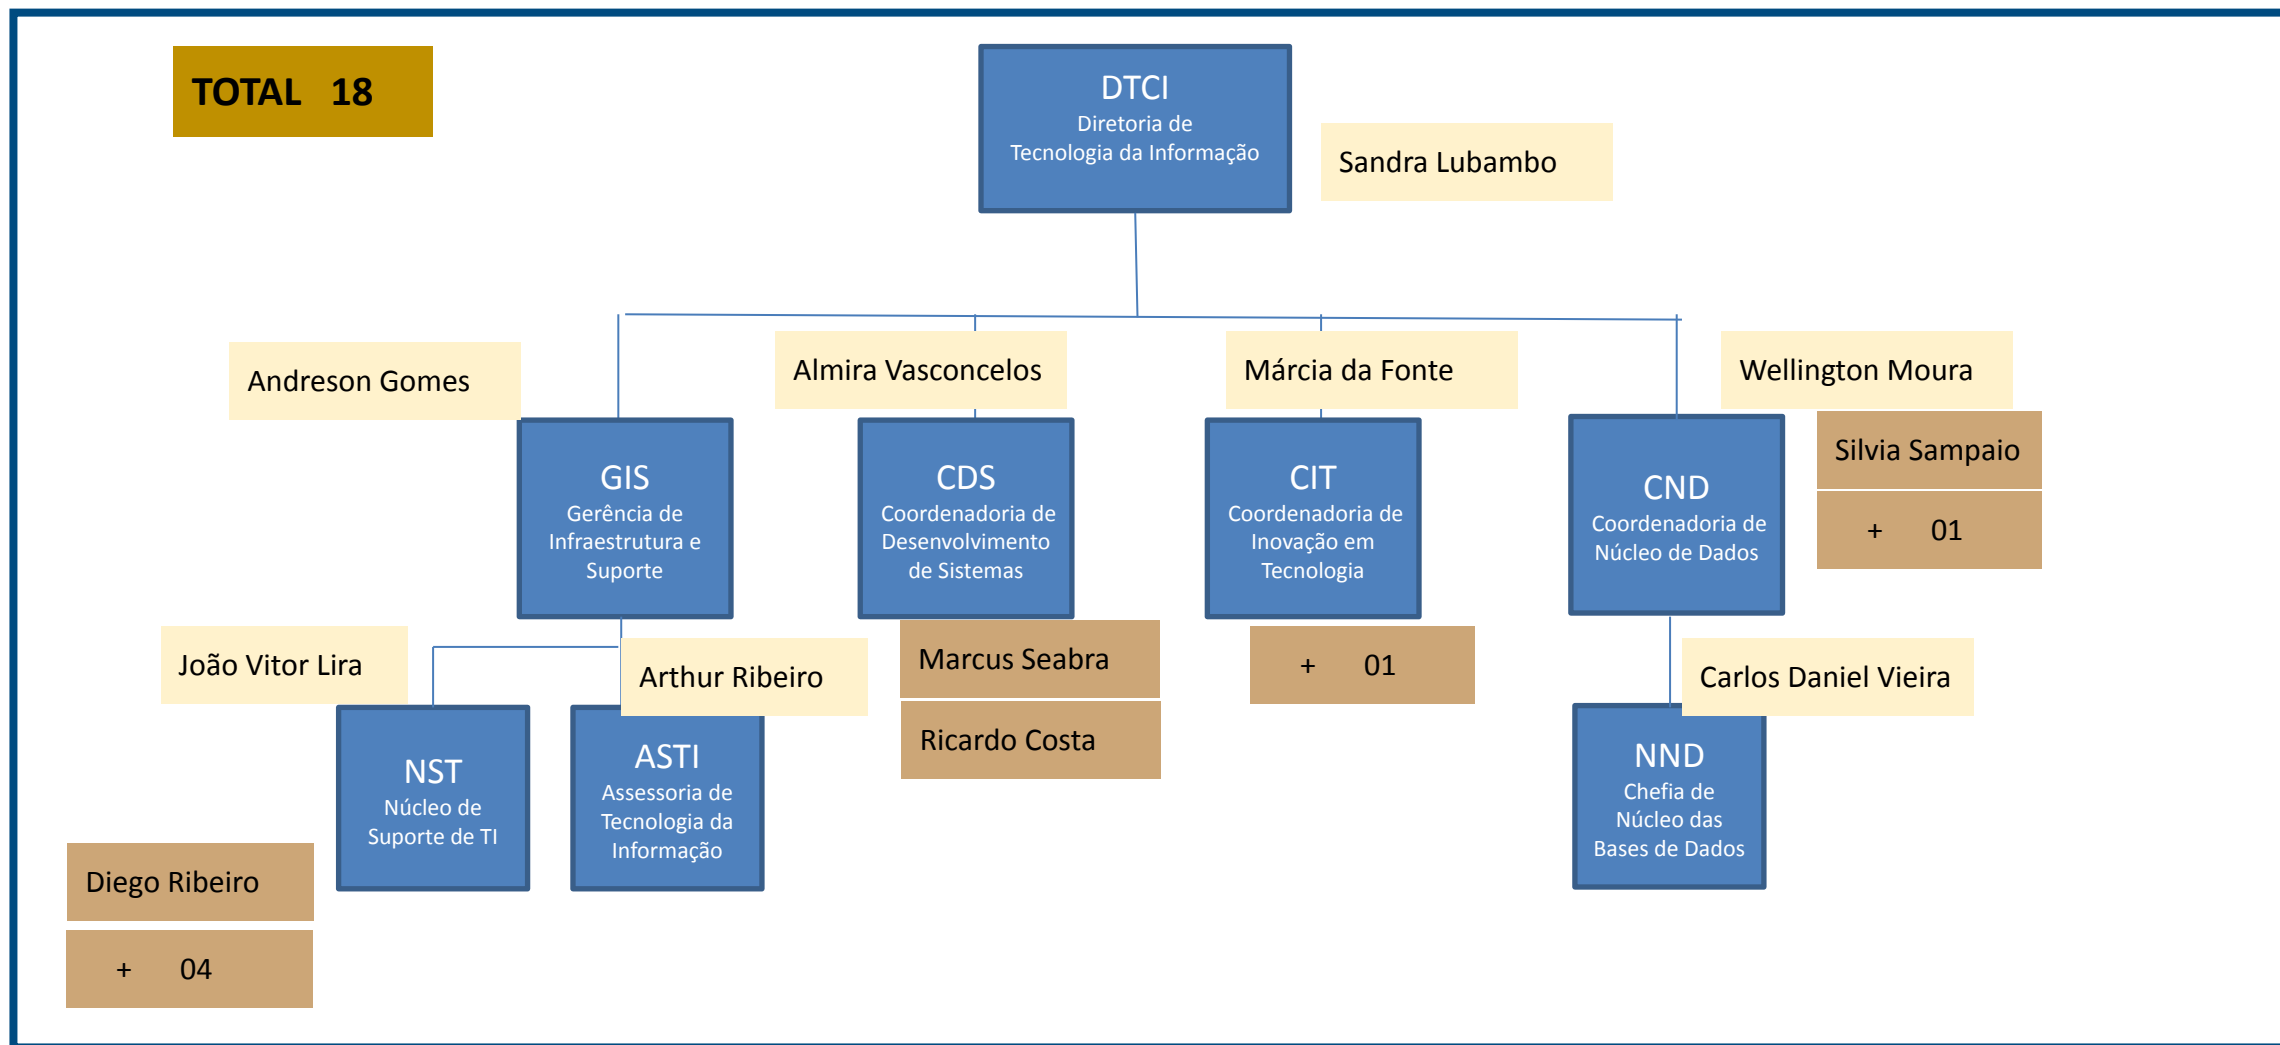 TOTAL 18
DTCI
Diretoria de
Tecnologia da Informação
Sandra Lubambo
Andreson Gomes
Almira Vasconcelos
Márcia da Fonte
Wellington Moura
GIS
Gerência de
Infraestrutura e
Suporte
CDS
Coordenadoria de
Desenvolvimento
de Sistemas
CIT
Coordenadoria de
Inovação em
Tecnologia
CND
Coordenadoria de
Núcleo de Dados
Silvia Sampaio
+ 01
João Vitor Lira
Arthur Ribeiro
Marcus Seabra
Ricardo Costa
+ 01
Carlos Daniel Vieira
NST
Núcleo de
Suporte de TI
ASTI
Assessoria de
Tecnologia da
Informação
NND
Chefia de
Núcleo das
Bases de Dados
Diego Ribeiro
+ 04